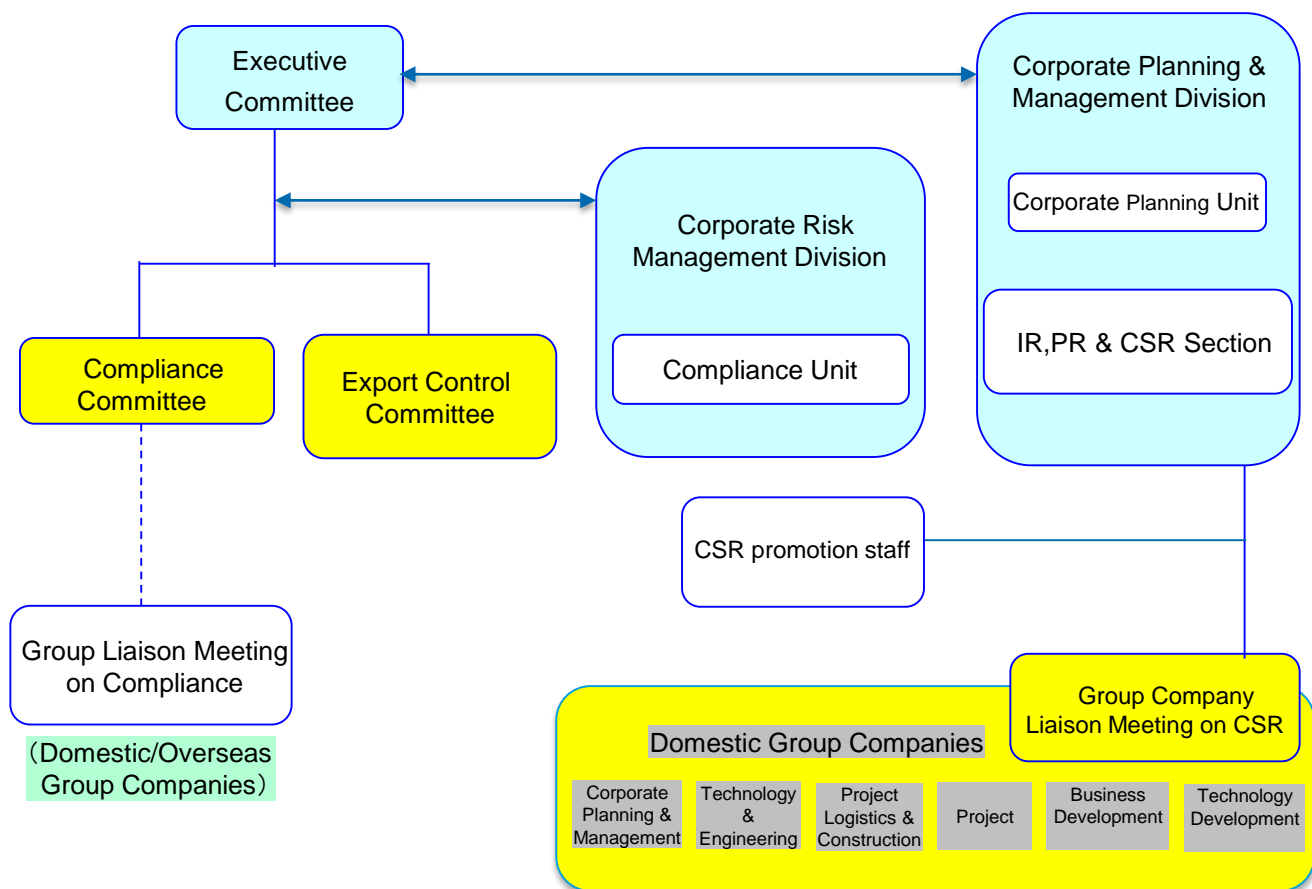 Executive
Committee
Corporate Planning &
Management Division
Corporate Planning Unit
IR,PR & CSR Section
Corporate Risk
Management Division
Compliance Unit
Compliance
Committee
Export Control
Committee
CSR promotion staff
Group Liaison Meeting
on Compliance
（Domestic/Overseas
Group Companies）
Group Company
Liaison Meeting on CSR
Domestic Group Companies
Corporate
Planning &
Management
Technology
&
Engineering
Project
Logistics &
Construction
Project
Business
Development
Technology
Development